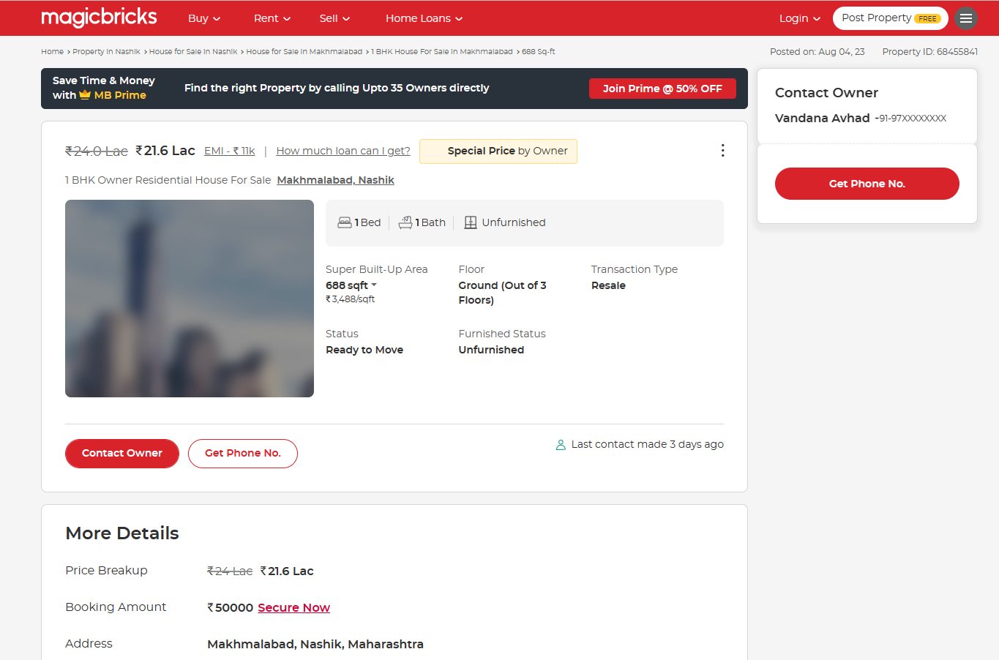 magicbricks
Buy
Rent
Sell
Home Loans
Login
Post Property FREE
Home > Property in Nashik > House for Sale in Nashik > House for Sale in Makhmalabad > 1 BHK House For Sale in Makhmalabad > 688 Sq-ft
Posted on: Aug 04, 23
Property ID: 68455841
Save Time & Money
with MB Prime
Find the right Property by calling Upto 35 Owners directly
Join Prime @ 50% OFF
Contact Owner
Vandana Avhad +91-97XXXXXXXX
Get Phone No.
₹24.0 Lac ₹21.6 Lac EMI - ₹ 11k | How much loan can I get?
Special Price by Owner
1 BHK Owner Residential House For Sale Makhmalabad, Nashik
1 Bed
1 Bath
Unfurnished
Super Built-Up Area
688 sqft
₹3,488/sqft
Floor
Ground (Out of 3
Floors)
Transaction Type
Resale
Status
Ready to Move
Furnished Status
Unfurnished
Contact Owner
Get Phone No.
Last contact made 3 days ago
More Details
Price Breakup ₹24 Lac ₹21.6 Lac
Booking Amount ₹50000 Secure Now
Address Makhmalabad, Nashik, Maharashtra